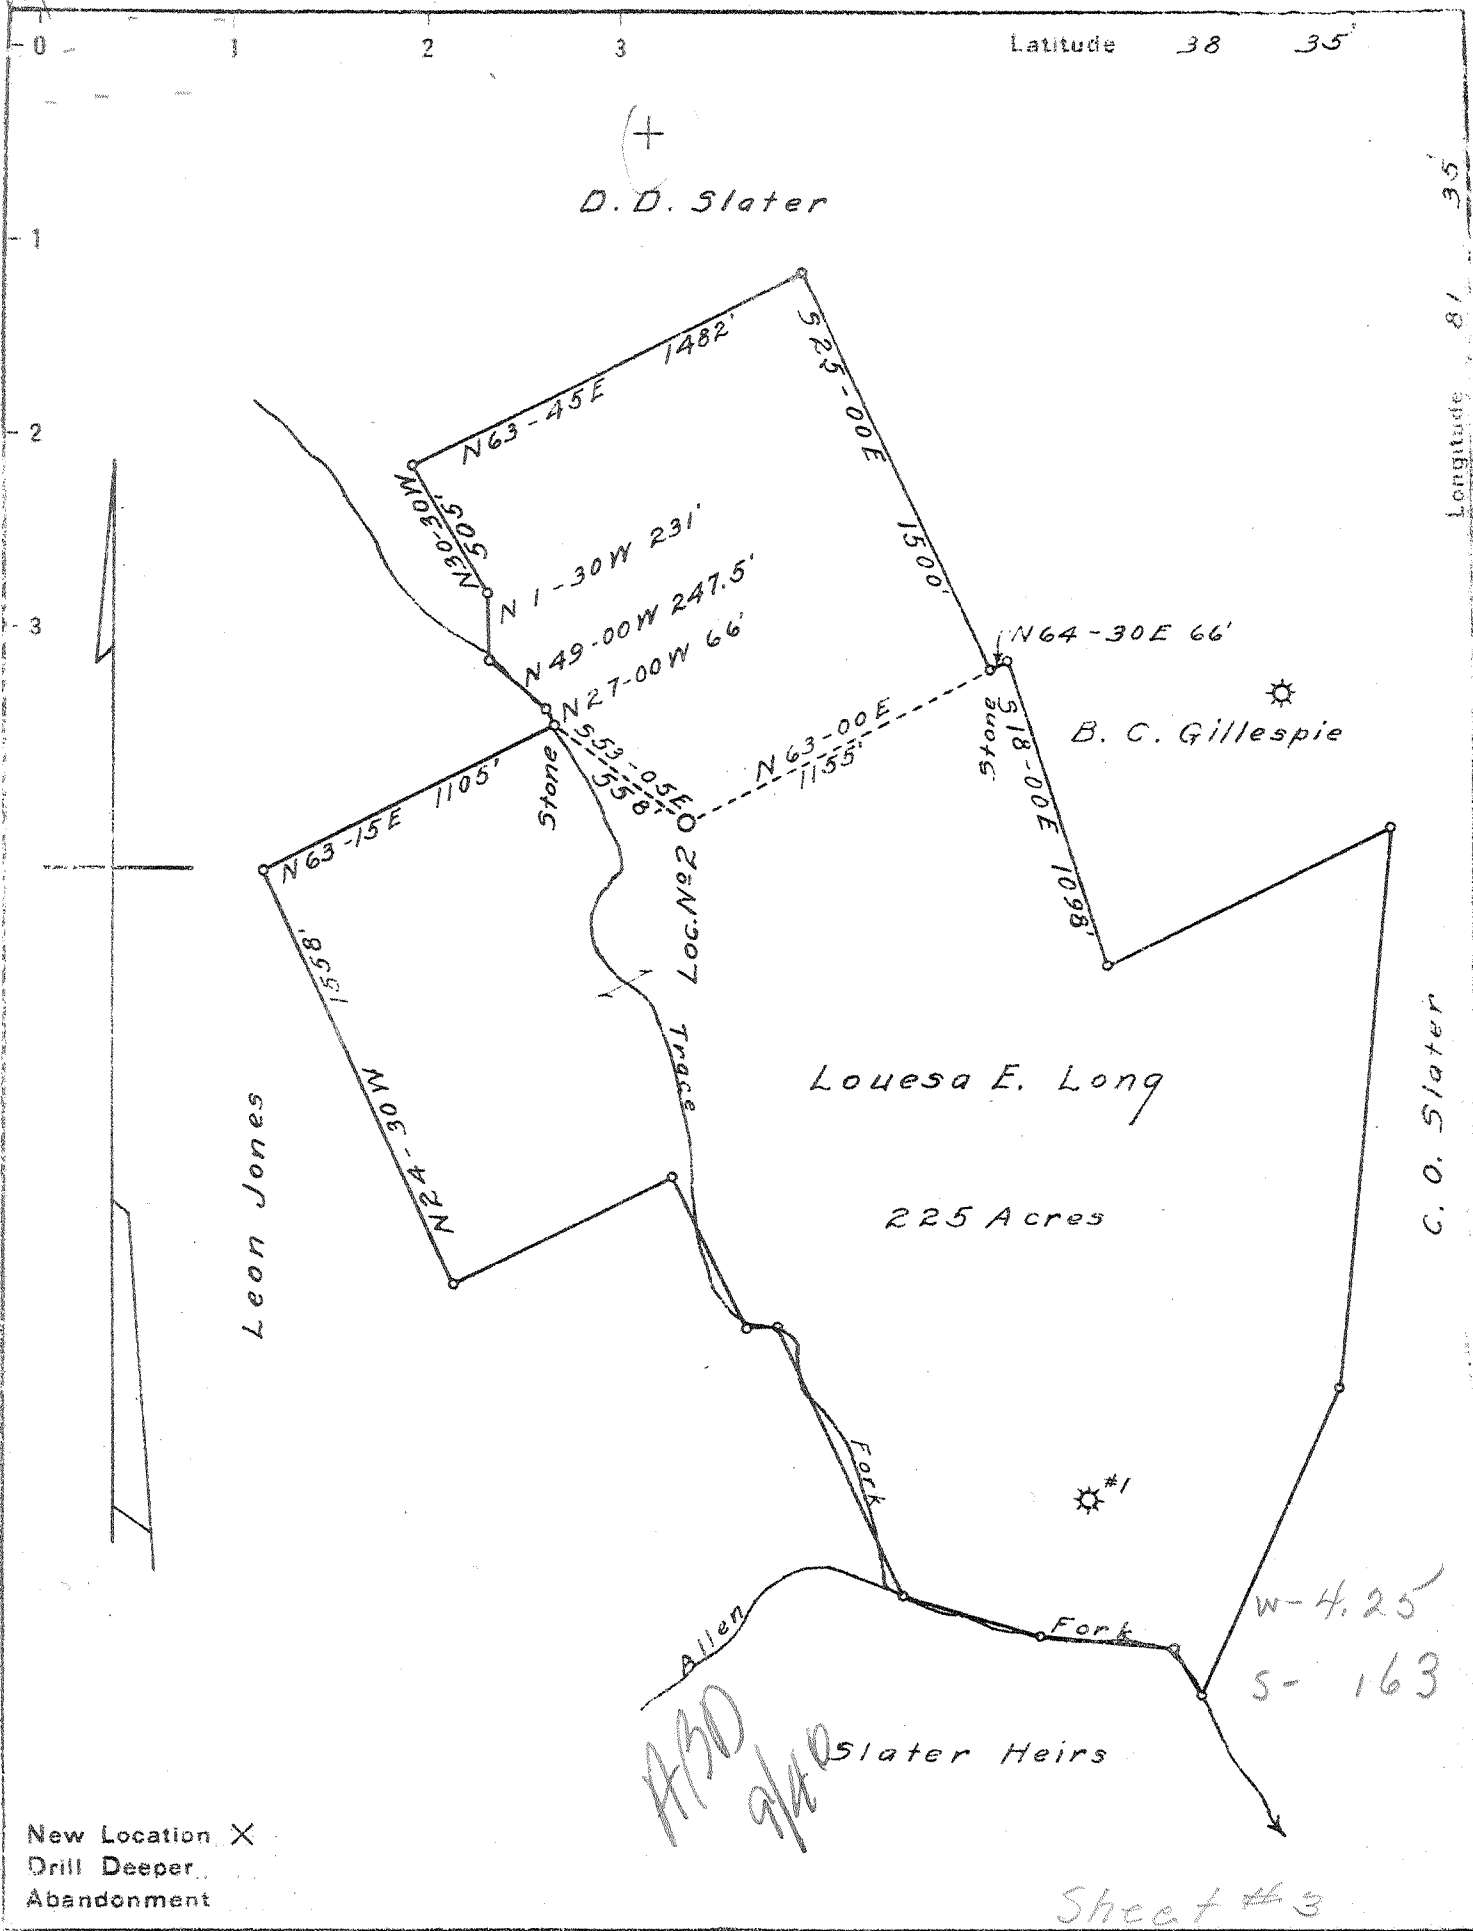 0 1 2 3 Latitude 38 35'
Longitude 81 35'
1
2
3
D. D. Slater
N63-45E 1482'
S25-00E 1500'
N30-30W 505'
N 1-30W 231'
N 49-00W 247.5'
N 27-00W 66'
N64-30E 66'
Stone
S18-00E 1098'
B. C. Gillespie
S53-05E 558'
N 63-00E 1155'
Stone
N63-15E 1105'
Loc. Nº 2
N24-30W 1558'
Trace
Louesa E. Long
225 Acres
Leon Jones
C. O. Slater
Fork
#1
Allen
Fork
W-4.25
S- 163
ABD
Slater Heirs
New Location X
Drill Deeper
Abandonment
Sheet #3